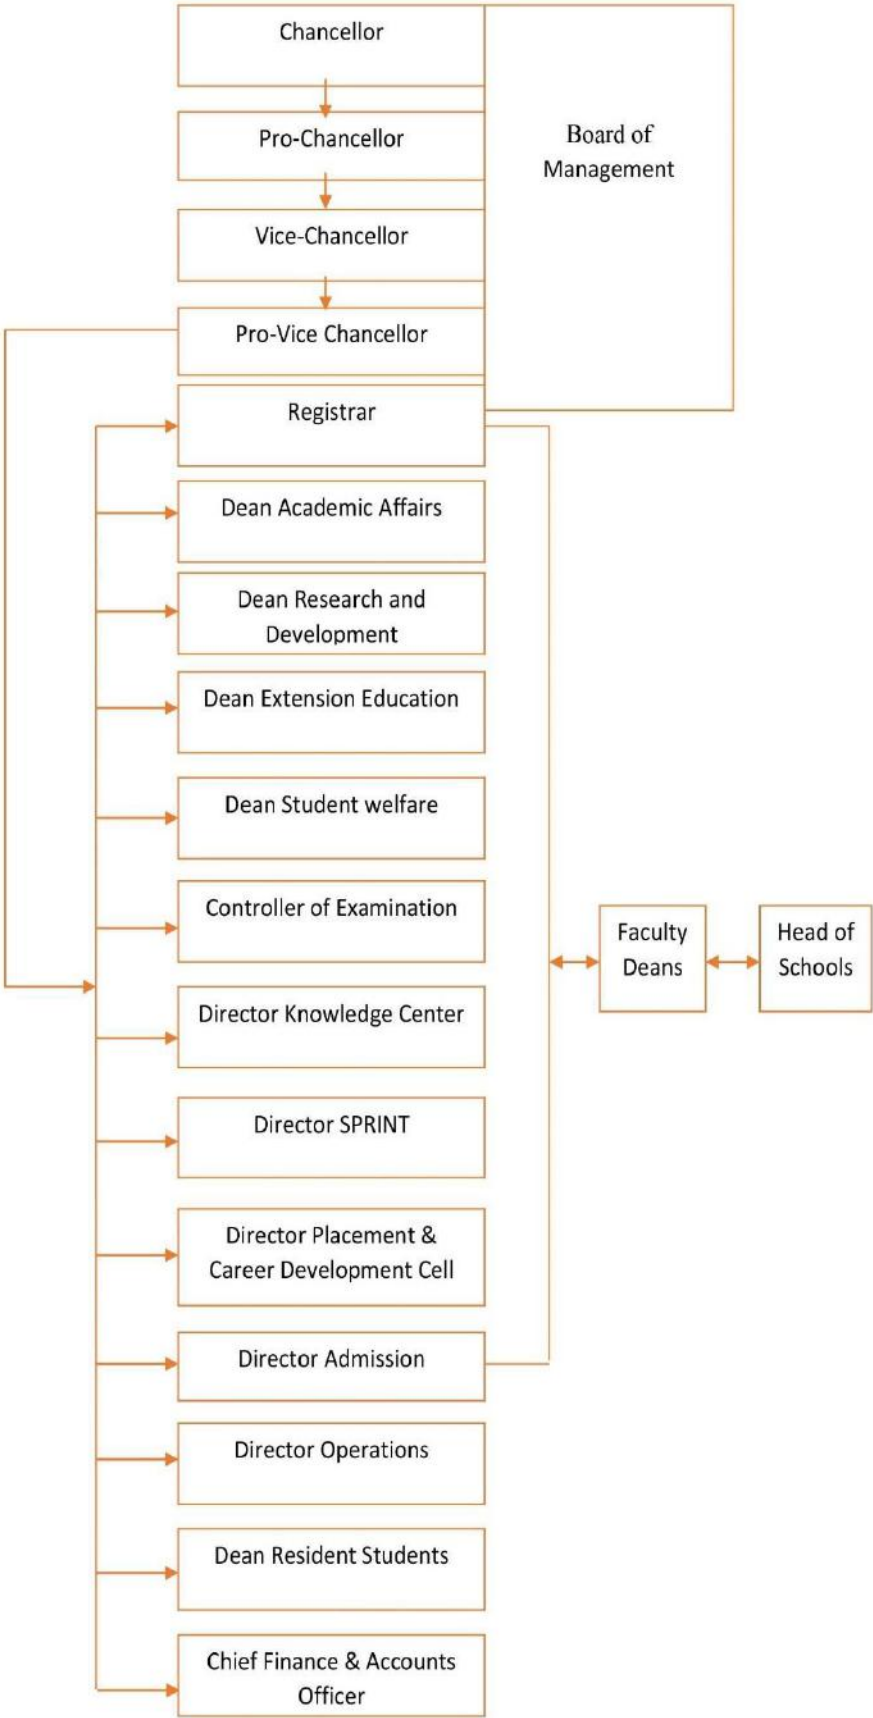 Chancellor
Pro-Chancellor
Board of
Management
Vice-Chancellor
Pro-Vice Chancellor
Registrar
Dean Academic Affairs
Dean Research and
Development
Dean Extension Education
Dean Student welfare
Controller of Examination
Faculty
Deans
Head of
Schools
Director Knowledge Center
Director SPRINT
Director Placement &
Career Development Cell
Director Admission
Director Operations
Dean Resident Students
Chief Finance & Accounts
Officer